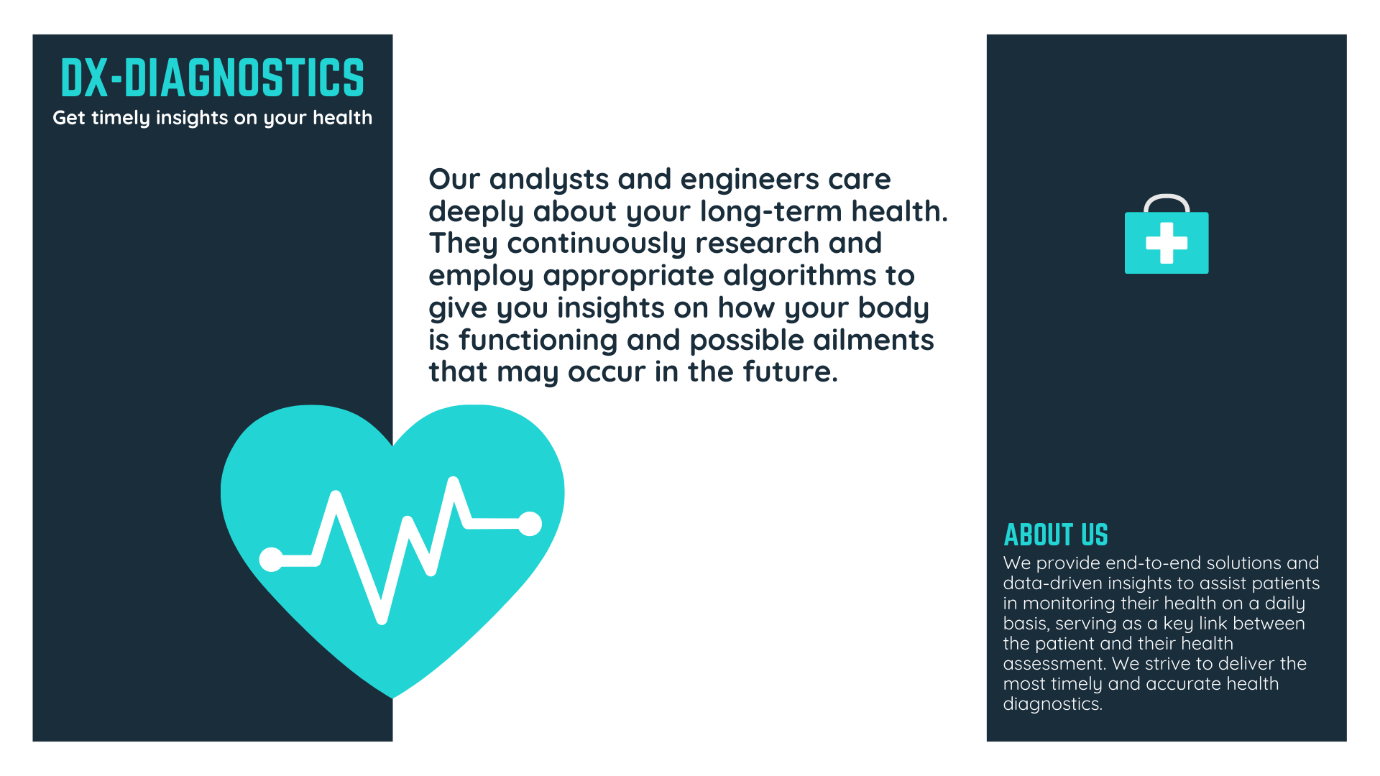 DX-DIAGNOSTICS
Get timely insights on your health
Our analysts and engineers care
deeply about your long-term health.
They continuously research and
employ appropriate algorithms to
give you insights on how your body
is functioning and possible ailments
that may occur in the future.
ABOUT US
We provide end-to-end solutions and
data-driven insights to assist patients
in monitoring their health on a daily
basis, serving as a key link between
the patient and their health
assessment. We strive to deliver the
most timely and accurate health
diagnostics.